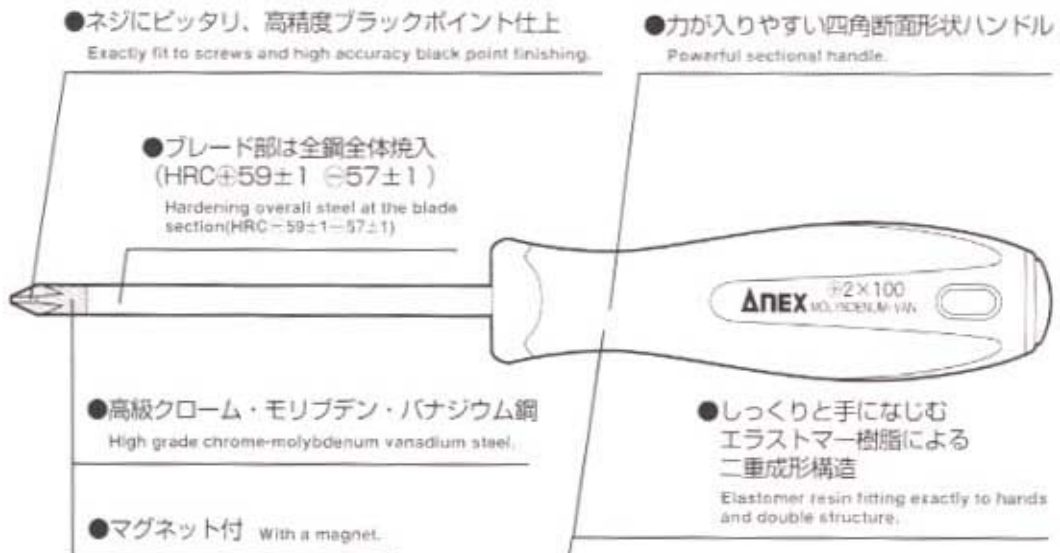 ●ネジにピッタリ、高精度ブラックポイント仕上
Exactly fit to screws and high accuracy black point finishing.
●力が入りやすい四角断面形状ハンドル
Powerful sectional handle.
●ブレード部は全鋼全体焼入
(HRC⊕59±1 ⊖57±1)
Hardening overall steel at the blade
section(HRC-59±1-57±1)
ANEX ⊕2×100
MOLYBDENUM-VAN
●高級クローム・モリブデン・バナジウム鋼
High grade chrome-molybdenum vanadium steel.
●マグネット付 With a magnet.
●しっくりと手になじむ
エラストマー樹脂による
二重成形構造
Elastomer resin fitting exactly to hands
and double structure.